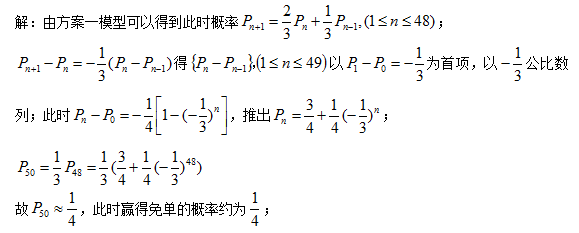 解：由方案一模型可以得到此时概率 $P_{n+1}=\frac{2}{3}P_n+\frac{1}{3}P_{n-1},(1\leq n\leq 48)$；
$P_{n+1}-P_n=-\frac{1}{3}(P_n-P_{n-1})$得$\{P_n-P_{n-1}\},(1\leq n\leq 49)$以$P_1-P_0=-\frac{1}{3}$为首项，以$-\frac{1}{3}$公比数
列；此时$P_n-P_0=-\frac{1}{4}\left[1-(-\frac{1}{3})^n\right]$，推出$P_n=\frac{3}{4}+\frac{1}{4}(-\frac{1}{3})^n$；
$P_{50}=\frac{1}{3}P_{48}=\frac{1}{3}(\frac{3}{4}+\frac{1}{4}(-\frac{1}{3})^{48})$
故$P_{50}\approx\frac{1}{4}$，此时赢得免单的概率约为$\frac{1}{4}$；